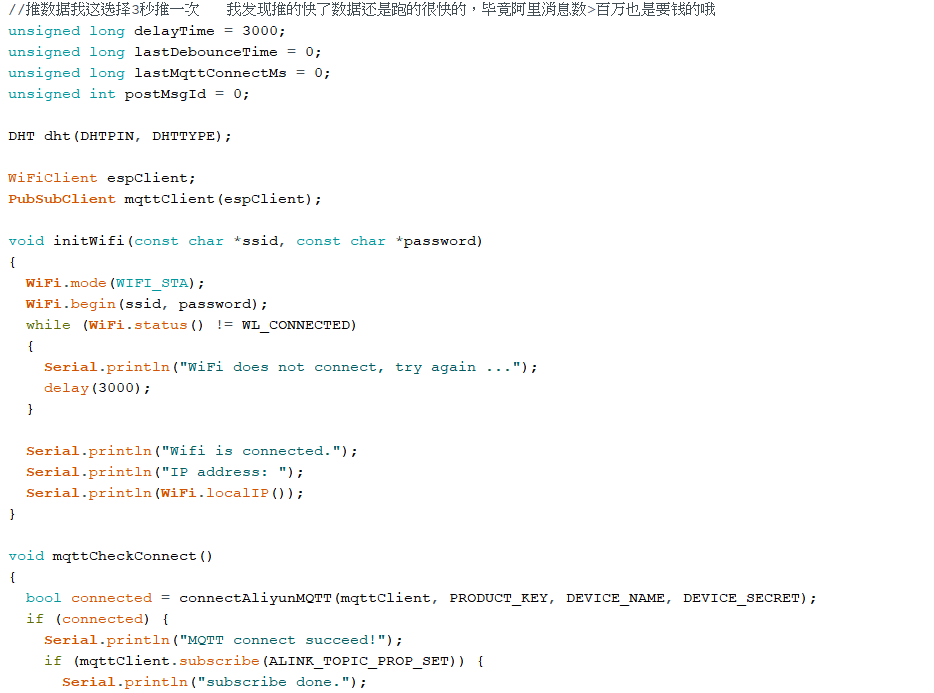 //推数据我这选择3秒推一次   我发现推的快了数据还是跑的很快的，毕竟阿里消息数>百万也是要钱的哦
unsigned long delayTime = 3000;
unsigned long lastDebounceTime = 0;
unsigned long lastMqttConnectMs = 0;
unsigned int postMsgId = 0;

DHT dht(DHTPIN, DHTTYPE);

WiFiClient espClient;
PubSubClient mqttClient(espClient);

void initWifi(const char *ssid, const char *password)
{
  WiFi.mode(WIFI_STA);
  WiFi.begin(ssid, password);
  while (WiFi.status() != WL_CONNECTED)
  {
    Serial.println("WiFi does not connect, try again ...");
    delay(3000);
  }

  Serial.println("Wifi is connected.");
  Serial.println("IP address: ");
  Serial.println(WiFi.localIP());
}

void mqttCheckConnect()
{
  bool connected = connectAliyunMQTT(mqttClient, PRODUCT_KEY, DEVICE_NAME, DEVICE_SECRET);
  if (connected) {
    Serial.println("MQTT connect succeed!");
    if (mqttClient.subscribe(ALINK_TOPIC_PROP_SET)) {
      Serial.println("subscribe done.");